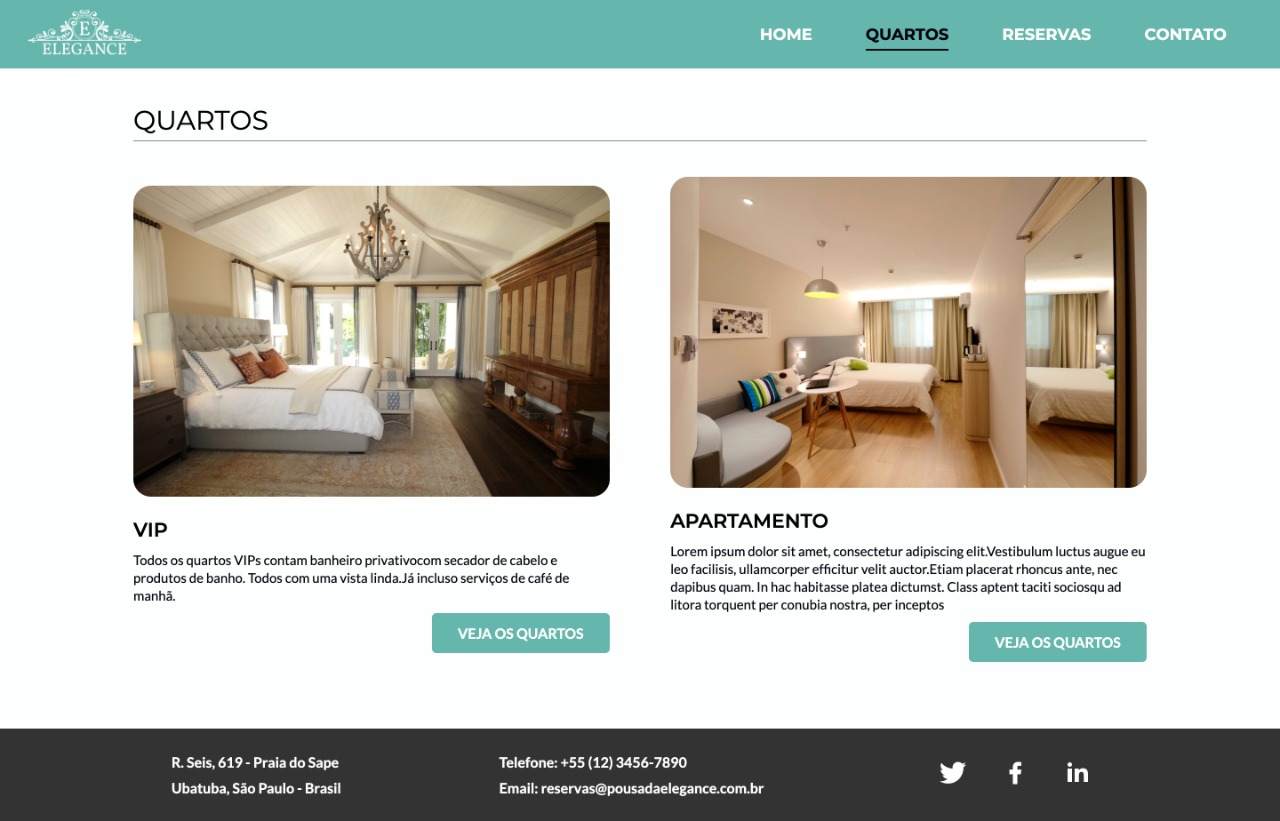 E
ELEGANCE
HOME QUARTOS RESERVAS CONTATO
QUARTOS
VIP
Todos os quartos VIPs contam banheiro privativocom secador de cabelo e
produtos de banho. Todos com uma vista linda.Já incluso serviços de café de
manhã.
VEJA OS QUARTOS
APARTAMENTO
Lorem ipsum dolor sit amet, consectetur adipiscing elit.Vestibulum luctus augue eu
leo facilisis, ullamcorper efficitur velit auctor.Etiam placerat rhoncus ante, nec
dapibus quam. In hac habitasse platea dictumst. Class aptent taciti sociosqu ad
litora torquent per conubia nostra, per inceptos
VEJA OS QUARTOS
R. Seis, 619 - Praia do Sape
Ubatuba, São Paulo - Brasil
Telefone: +55 (12) 3456-7890
Email: reservas@pousadaelegance.com.br